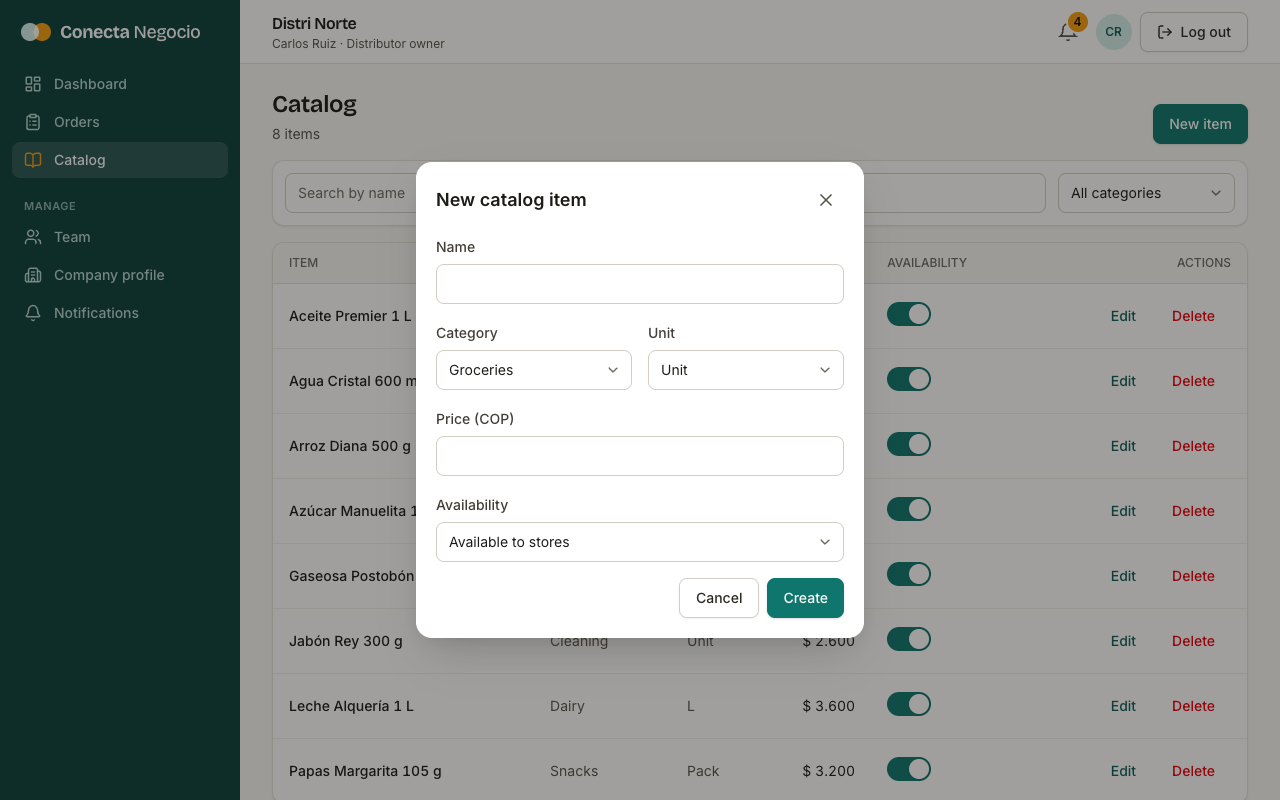 Conecta Negocio
Dashboard
Orders
Catalog
MANAGE
Team
Company profile
Notifications
Distri Norte
Carlos Ruiz · Distributor owner
4
CR
Log out
Catalog
8 items
New item
Search by name
All categories
ITEM
AVAILABILITY
ACTIONS
Aceite Premier 1 L
Edit
Delete
Agua Cristal 600 m
Edit
Delete
Arroz Diana 500 g
Edit
Delete
Azúcar Manuelita 1
Edit
Delete
Gaseosa Postobón
Edit
Delete
Jabón Rey 300 g
Cleaning
Unit
$ 2.600
Edit
Delete
Leche Alquería 1 L
Dairy
L
$ 3.600
Edit
Delete
Papas Margarita 105 g
Snacks
Pack
$ 3.200
Edit
Delete
New catalog item
Name
Category
Unit
Groceries
Unit
Price (COP)
Availability
Available to stores
Cancel
Create